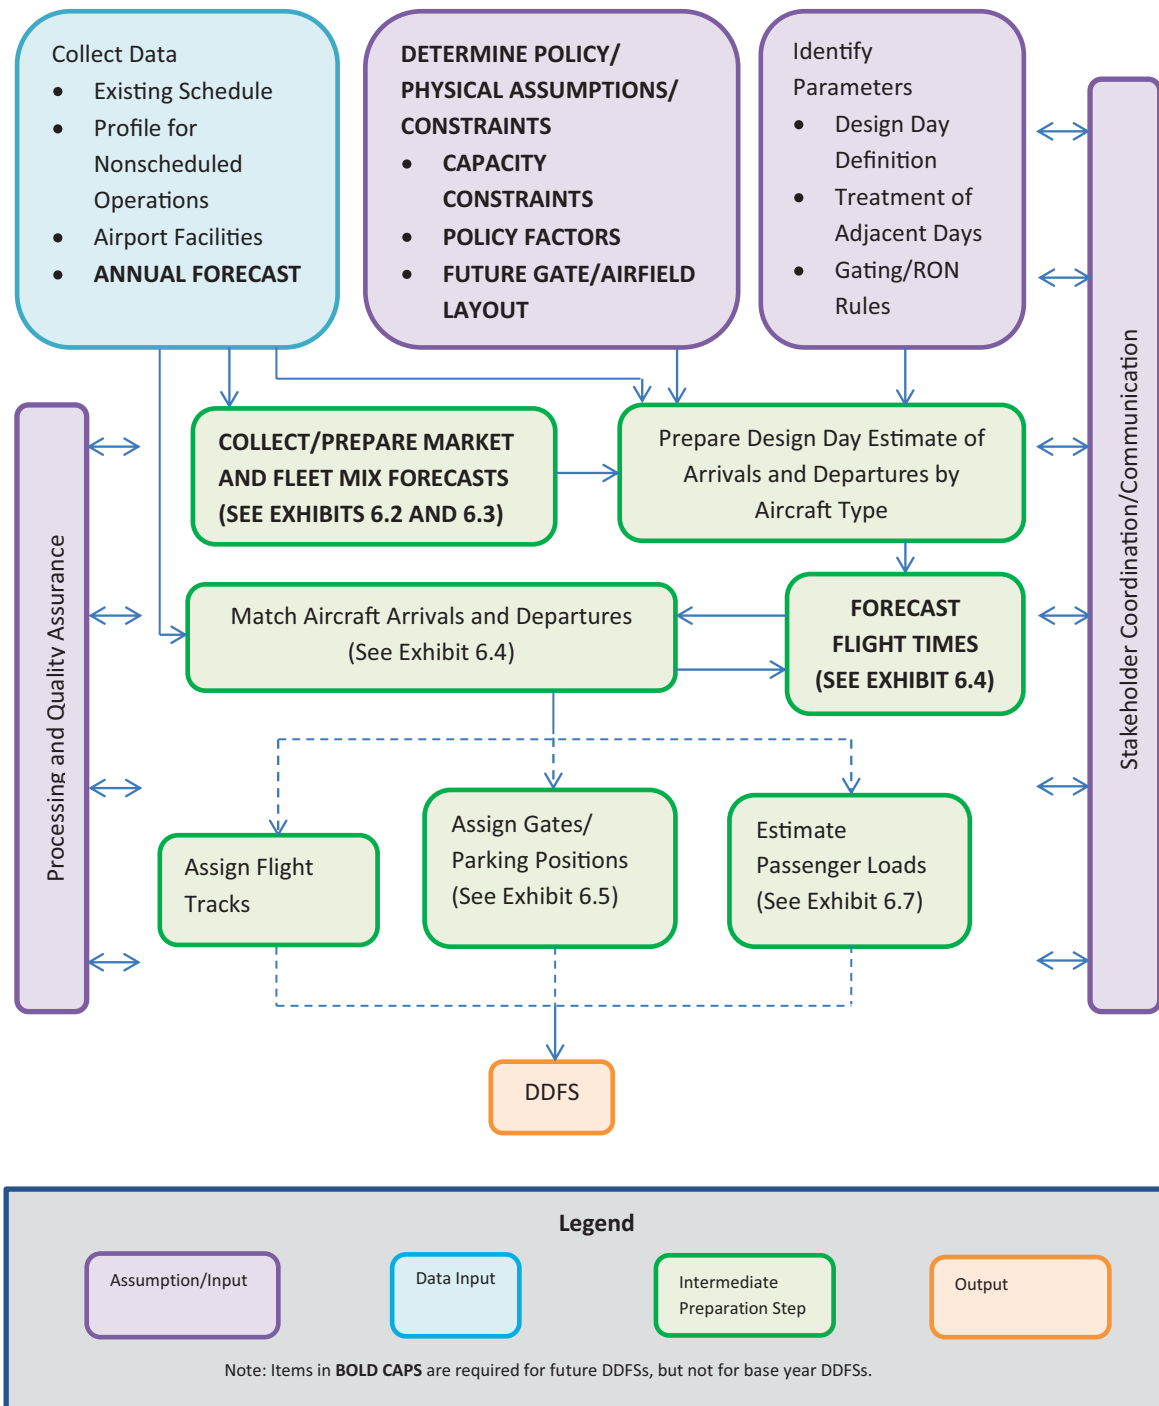 Collect Data
• Existing Schedule
• Profile for
Nonscheduled
Operations
• Airport Facilities
• ANNUAL FORECAST
DETERMINE POLICY/
PHYSICAL ASSUMPTIONS/
CONSTRAINTS
• CAPACITY
CONSTRAINTS
• POLICY FACTORS
• FUTURE GATE/AIRFIELD
LAYOUT
Identify
Parameters
• Design Day
Definition
• Treatment of
Adjacent Days
• Gating/RON
Rules
Processing and Quality Assurance
Stakeholder Coordination/Communication
COLLECT/PREPARE MARKET
AND FLEET MIX FORECASTS
(SEE EXHIBITS 6.2 AND 6.3)
Prepare Design Day Estimate of
Arrivals and Departures by
Aircraft Type
Match Aircraft Arrivals and Departures
(See Exhibit 6.4)
FORECAST
FLIGHT TIMES
(SEE EXHIBIT 6.4)
Assign Flight
Tracks
Assign Gates/
Parking Positions
(See Exhibit 6.5)
Estimate
Passenger Loads
(See Exhibit 6.7)
DDFS
Legend
Assumption/Input
Data Input
Intermediate
Preparation Step
Output
Note: Items in BOLD CAPS are required for future DDFSs, but not for base year DDFSs.